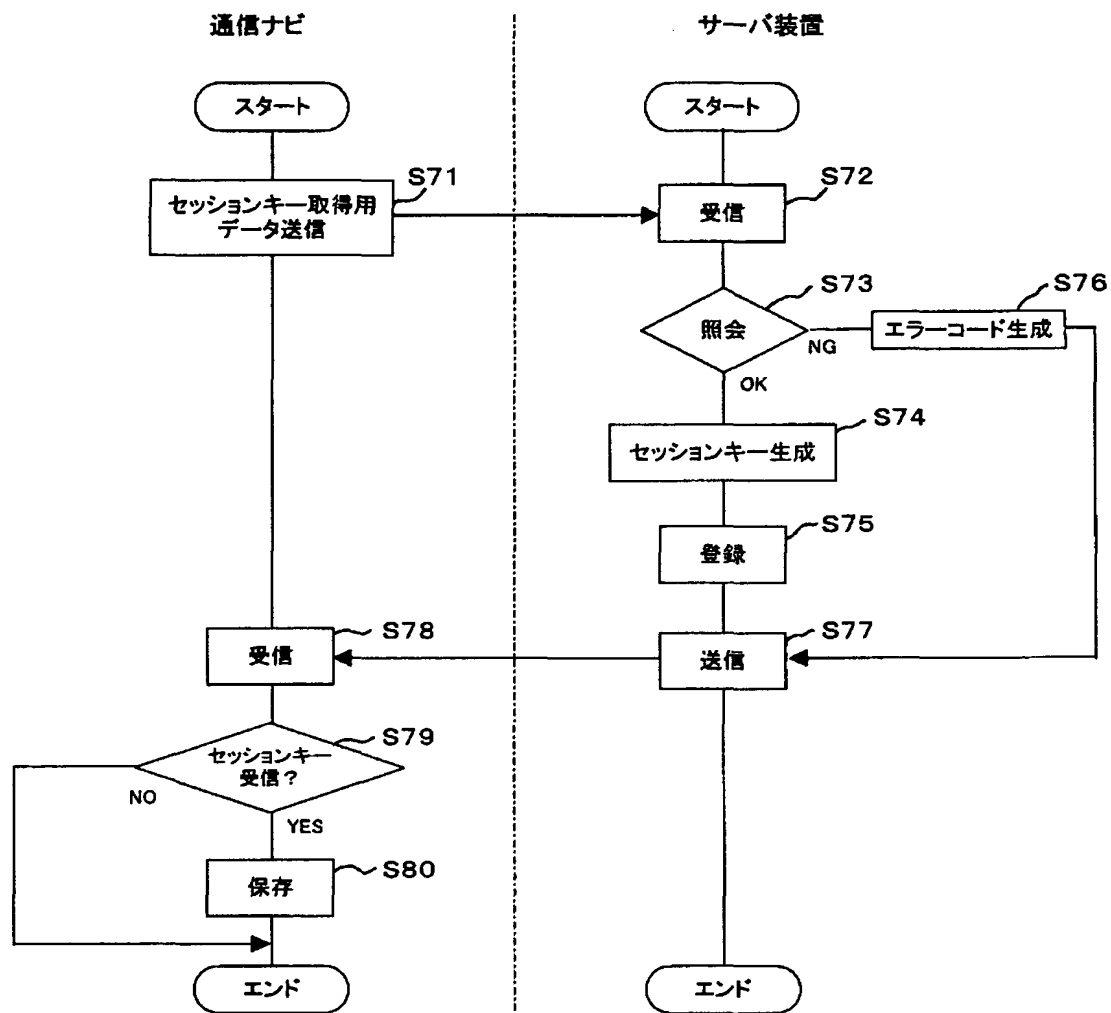 通信ナビ
サーバ装置
スタート
スタート
S71
セッションキー取得用
データ送信
S72
受信
S73
照会
NG
OK
S76
エラーコード生成
S74
セッションキー生成
S75
登録
S78
受信
S77
送信
S79
セッションキー
受信？
NO
YES
S80
保存
エンド
エンド